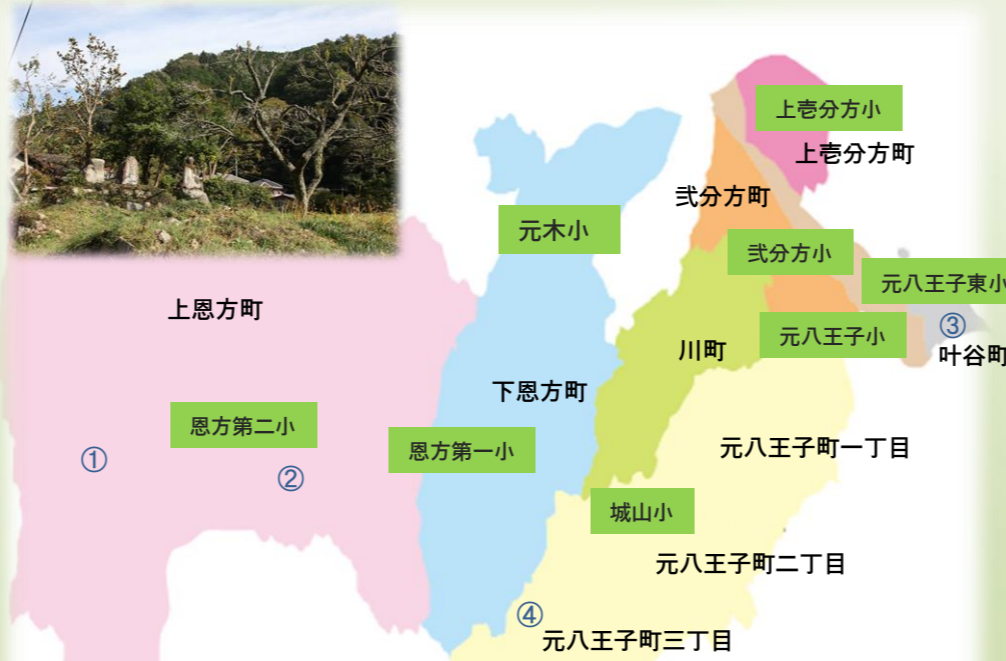 上壱分方小
上壱分方町
弐分方町
元木小
弐分方小
元八王子東小
上恩方町
③
元八王子小
川町
叶谷町
下恩方町
恩方第二小
恩方第一小
元八王子町一丁目
①
②
城山小
元八王子町二丁目
④
元八王子町三丁目